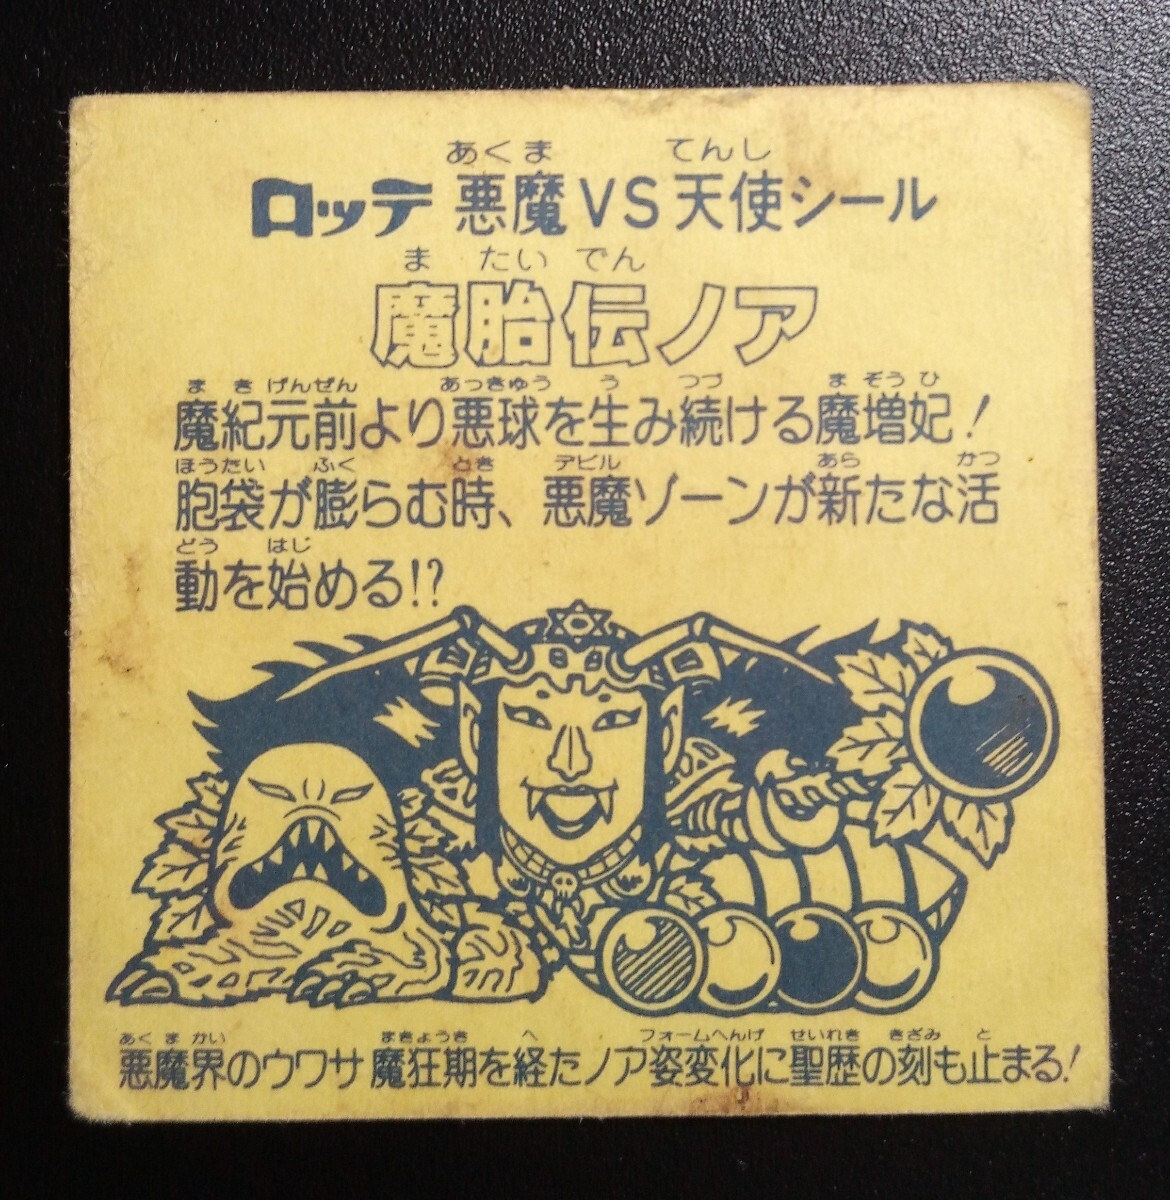 あくま てんし
ロッテ 悪魔VS天使シール
ま たい でん
魔胎伝ノア
ま き げんぜん あっきゅう う つづ ま ぞう ひ
魔紀元前より悪球を生み続ける魔増妃！
ほうたい ふく とき デビル あら かつ
胞袋が膨らむ時、悪魔ゾーンが新たな活
どう はじ
動を始める!?
あく ま かい まきょうき へ フォームへんげ せいれき きざみ と
悪魔界のウワサ 魔狂期を経たノア姿変化に聖歴の刻も止まる！